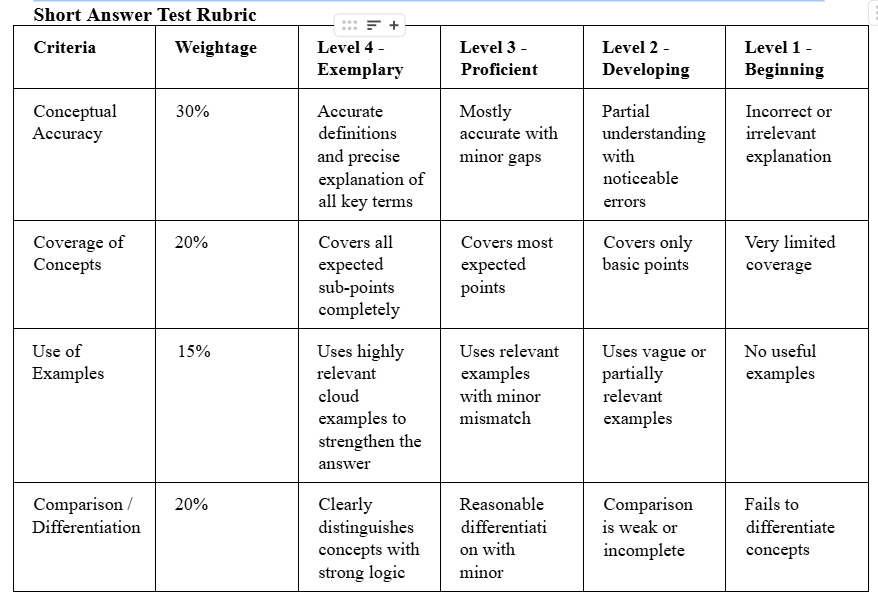 Short Answer Test Rubric
Criteria
Weightage
Level 4 -
Exemplary
Level 3 -
Proficient
Level 2 -
Developing
Level 1 -
Beginning
Conceptual
Accuracy
30%
Accurate
definitions
and precise
explanation of
all key terms
Mostly
accurate with
minor gaps
Partial
understanding
with
noticeable
errors
Incorrect or
irrelevant
explanation
Coverage of
Concepts
20%
Covers all
expected
sub-points
completely
Covers most
expected
points
Covers only
basic points
Very limited
coverage
Use of
Examples
15%
Uses highly
relevant
cloud
examples to
strengthen the
answer
Uses relevant
examples
with minor
mismatch
Uses vague or
partially
relevant
examples
No useful
examples
Comparison /
Differentiation
20%
Clearly
distinguishes
concepts with
strong logic
Reasonable
differentiati
on with
minor
Comparison
is weak or
incomplete
Fails to
differentiate
concepts